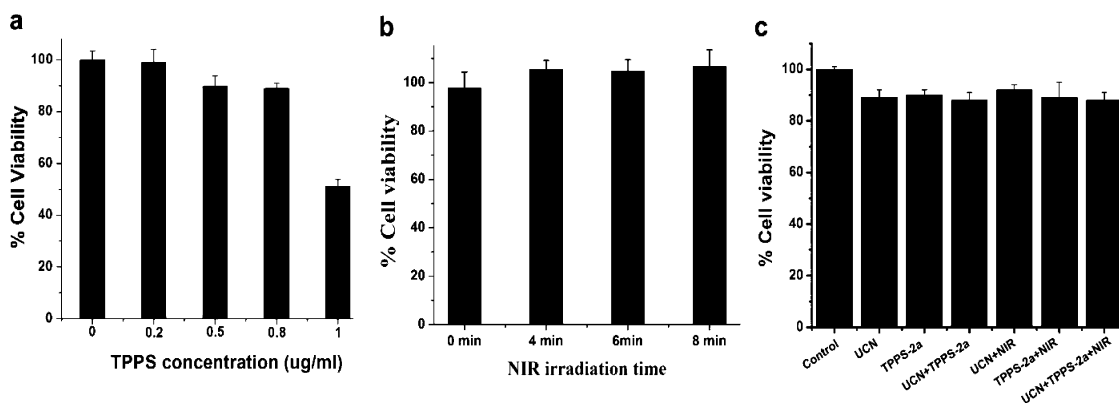 a
% Cell Viability
100
80
60
40
20
0
0
0.2
0.5
0.8
1
TPPS concentration (ug/ml)
b
% Cell viability
100
80
60
40
20
0
0 min
4 min
6min
8 min
NIR irradiation time
c
% Cell viability
100
80
60
40
20
0
Control
UCN
TPPS-2a
UCN+TPPS-2a
UCN+NIR
TPPS-2a+NIR
UCN+TPPS-2a+NIR